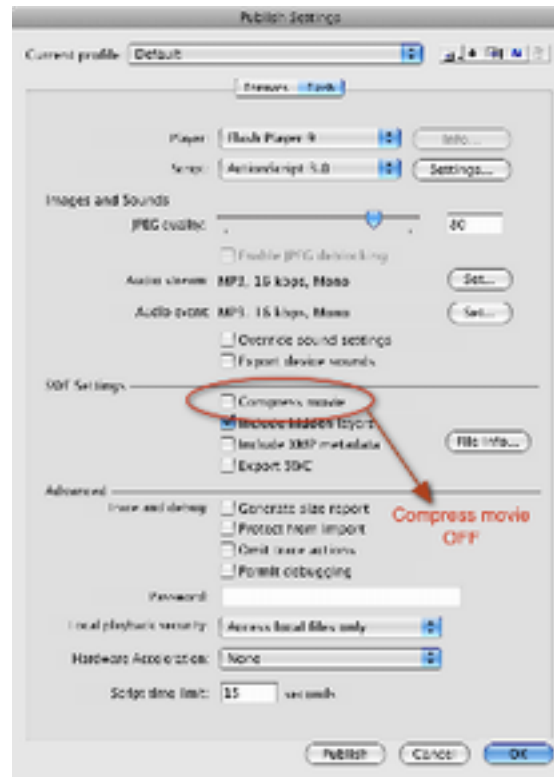 Publish Settings
Current profile: Default
Formats Flash
Player: Flash Player 9 Info...
Script: ActionScript 3.0 Settings...
Images and Sounds
JPEG quality: 80
Enable JPEG deblocking
Audio stream: MP3, 16 kbps, Mono Set...
Audio event: MP3, 16 kbps, Mono Set...
Override sound settings
Export device sounds
SWF Settings
Compress movie
Include hidden layers
Include XMP metadata File Info...
Export SWC
Advanced
Trace and debug: Generate size report
Protect from import
Omit trace actions
Permit debugging
Compress movie
OFF
Password:
Local playback security: Access local files only
Hardware Acceleration: None
Script time limit: 15 seconds
Publish Cancel OK